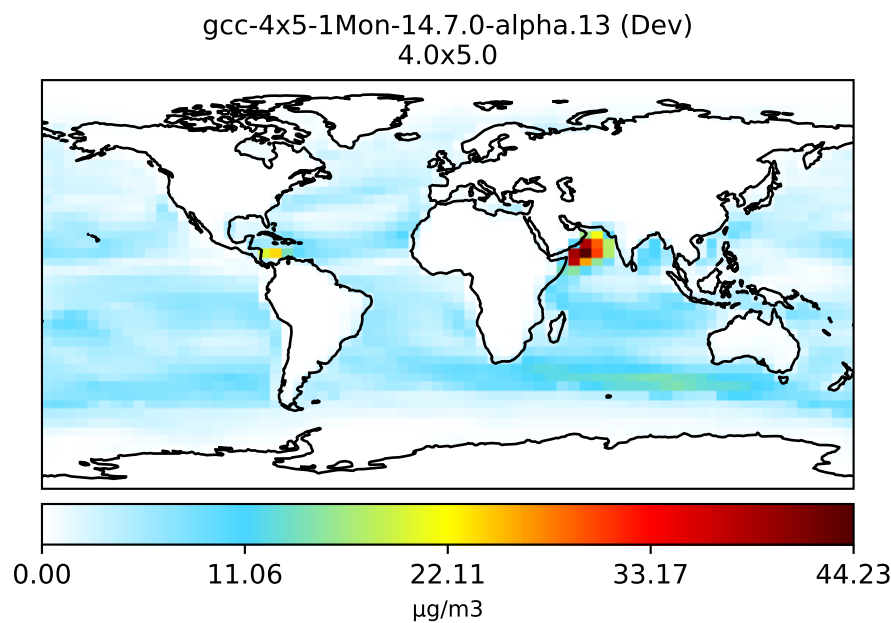 gcc-4x5-1Mon-14.7.0-alpha.13 (Dev)
4.0x5.0
0.00 11.06 22.11 33.17 44.23
μg/m3